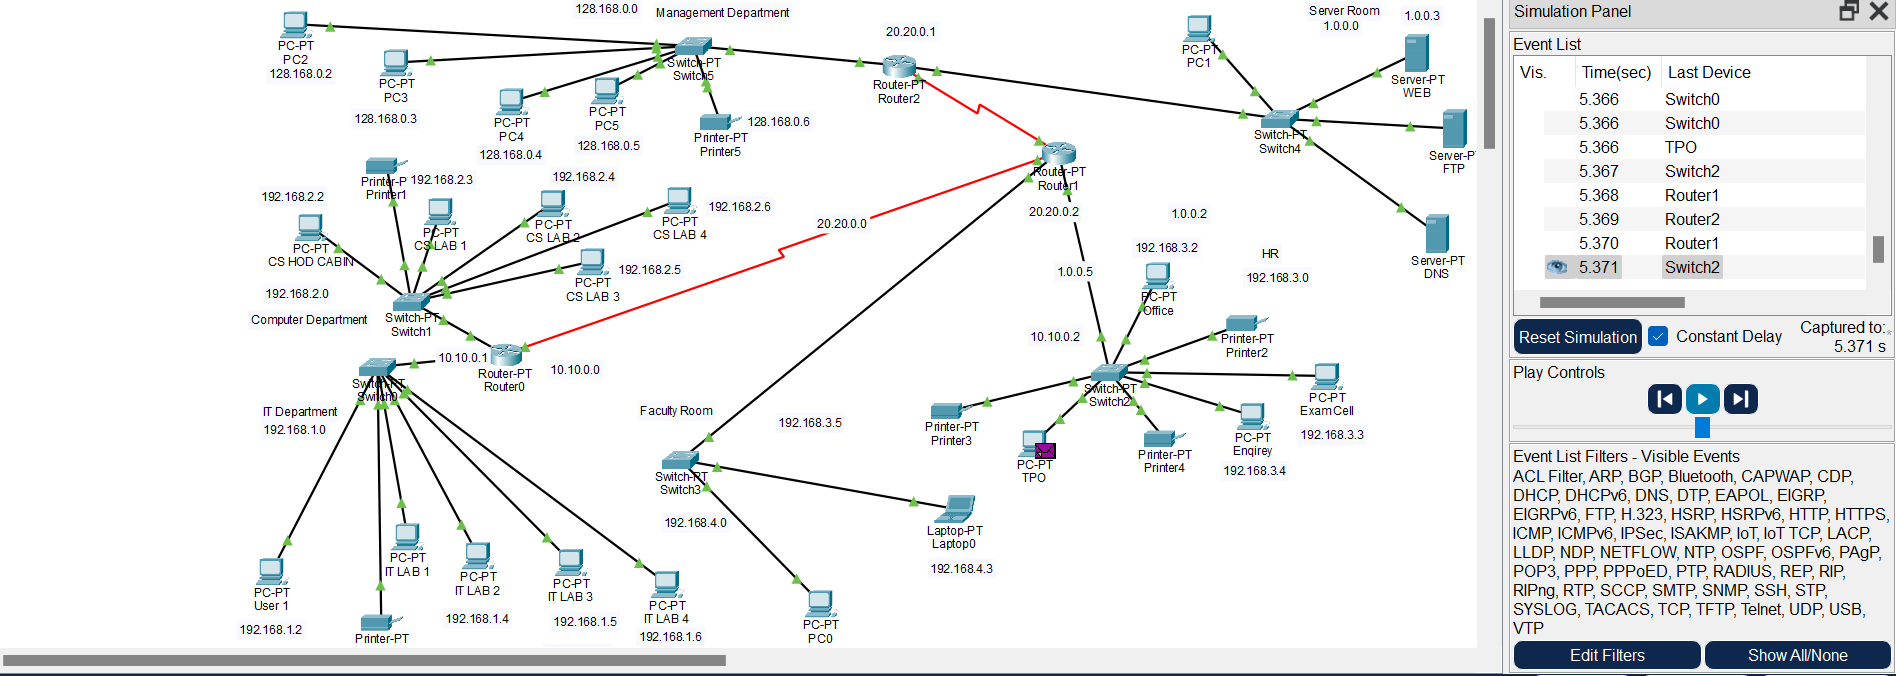 128.168.0.0
Management Department
PC-PT
PC2
128.168.0.2
PC-PT
PC3
128.168.0.3
PC-PT
PC4
128.168.0.4
PC-PT
PC5
128.168.0.5
Switch-PT
Switch5
Printer-PT
Printer5
128.168.0.6
20.20.0.1
Router-PT
Router2
PC-PT
PC1
Server Room
1.0.0.0
1.0.0.3
Server-PT
WEB
Switch-PT
Switch4
Server-P
FTP
Server-PT
DNS
Router-PT
Router1
20.20.0.2
20.20.0.0
1.0.0.2
1.0.0.5
10.10.0.2
Printer-P
Printer1
192.168.2.3
192.168.2.2
PC-PT
CS HOD CABIN
PC-PT
CS LAB 1
192.168.2.4
PC-PT
CS LAB 2
PC-PT
CS LAB 4
192.168.2.6
PC-PT
CS LAB 3
192.168.2.5
192.168.2.0
Computer Department
Switch-PT
Switch1
10.10.0.1
Router-PT
Router0
10.10.0.0
Switch-PT
Switch0
IT Department
192.168.1.0
PC-PT
User 1
192.168.1.2
Printer-PT
PC-PT
IT LAB 1
PC-PT
IT LAB 2
192.168.1.4
PC-PT
IT LAB 3
192.168.1.5
PC-PT
IT LAB 4
192.168.1.6
Faculty Room
192.168.3.5
Switch-PT
Switch3
192.168.4.0
Laptop-PT
Laptop0
192.168.4.3
PC-PT
PC0
192.168.3.2
PC-PT
Office
HR
192.168.3.0
Printer-PT
Printer2
Switch-PT
Switch2
PC-PT
Exam Cell
192.168.3.3
PC-PT
Enqirey
192.168.3.4
Printer-PT
Printer4
Printer-PT
Printer3
PC-PT
TPO
Simulation Panel
Event List
Vis. Time(sec) Last Device
5.366 Switch0
5.366 Switch0
5.366 TPO
5.367 Switch2
5.368 Router1
5.369 Router2
5.370 Router1
5.371 Switch2
Reset Simulation
Constant Delay
Captured to:
5.371 s
Play Controls
Event List Filters - Visible Events
ACL Filter, ARP, BGP, Bluetooth, CAPWAP, CDP,
DHCP, DHCPv6, DNS, DTP, EAPOL, EIGRP,
EIGRPv6, FTP, H.323, HSRP, HSRPv6, HTTP, HTTPS,
ICMP, ICMPv6, IPSec, ISAKMP, IoT, IoT TCP, LACP,
LLDP, NDP, NETFLOW, NTP, OSPF, OSPFv6, PAgP,
POP3, PPP, PPPoED, PTP, RADIUS, REP, RIP,
RIPng, RTP, SCCP, SMTP, SNMP, SSH, STP,
SYSLOG, TACACS, TCP, TFTP, Telnet, UDP, USB,
VTP
Edit Filters
Show All/None